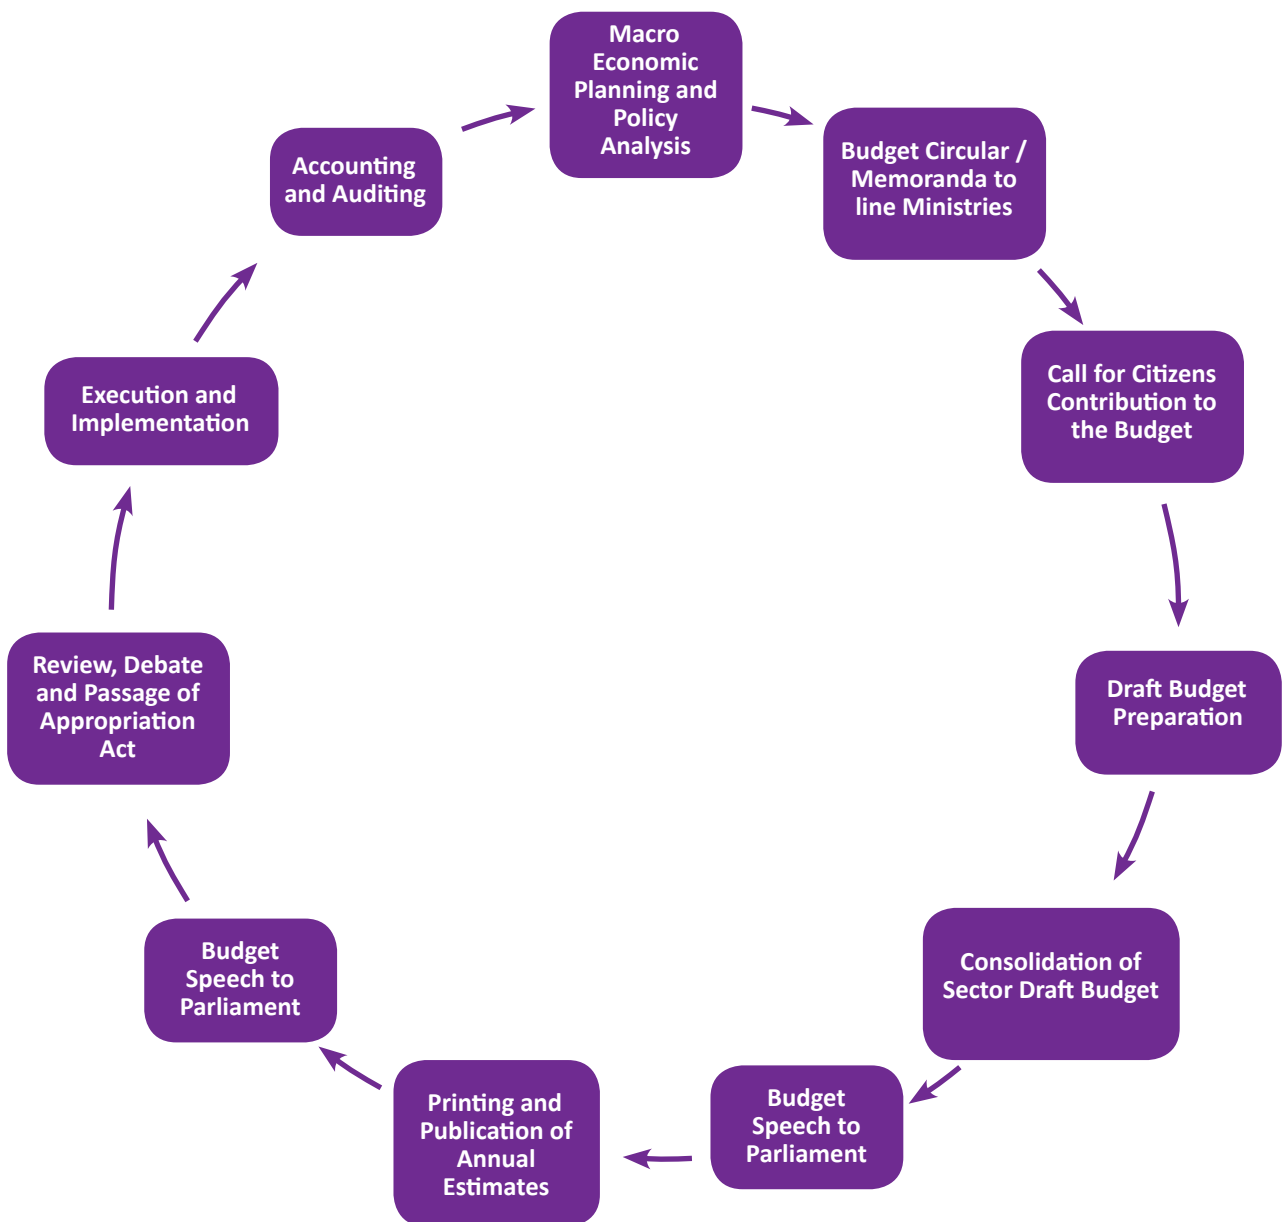 Macro
Economic
Planning and
Policy
Analysis
Budget Circular /
Memoranda to
line Ministries
Call for Citizens
Contribution to
the Budget
Draft Budget
Preparation
Consolidation of
Sector Draft Budget
Budget
Speech to
Parliament
Printing and
Publication of
Annual
Estimates
Budget
Speech to
Parliament
Review, Debate
and Passage of
Appropriation
Act
Execution and
Implementation
Accounting
and Auditing